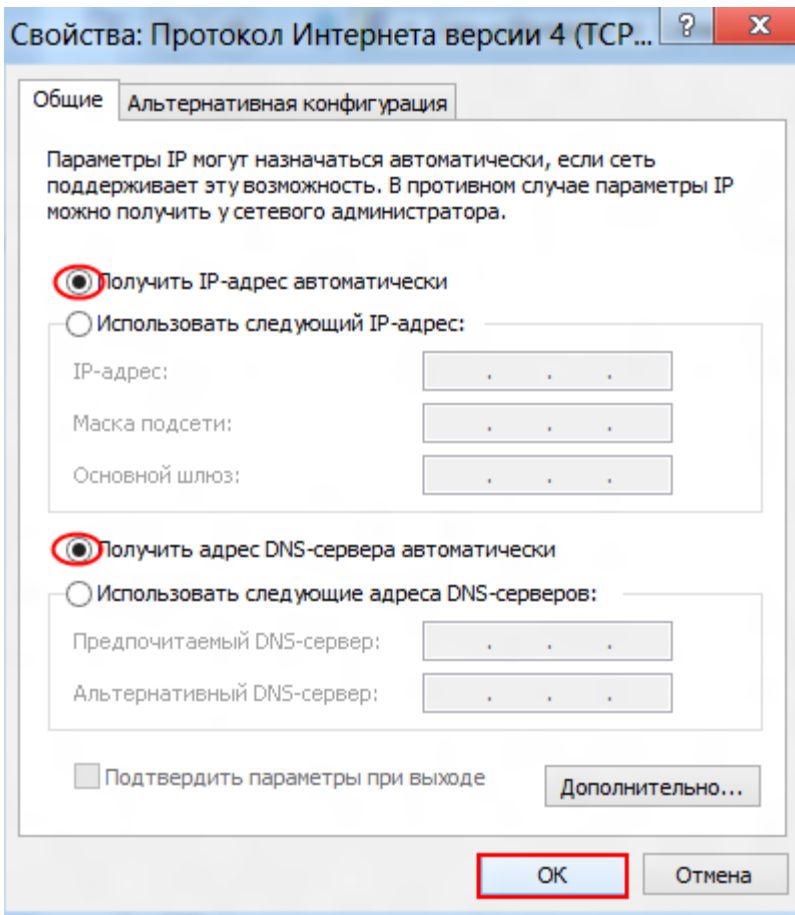 Свойства: Протокол Интернета версии 4 (TCP...
?
X
Общие
Альтернативная конфигурация
Параметры IP могут назначаться автоматически, если сеть
поддерживает эту возможность. В противном случае параметры IP
можно получить у сетевого администратора.
Получить IP-адрес автоматически
Использовать следующий IP-адрес:
IP-адрес:
. . .
Маска подсети:
. . .
Основной шлюз:
. . .
Получить адрес DNS-сервера автоматически
Использовать следующие адреса DNS-серверов:
Предпочитаемый DNS-сервер:
. . .
Альтернативный DNS-сервер:
. . .
Подтвердить параметры при выходе
Дополнительно...
OK
Отмена